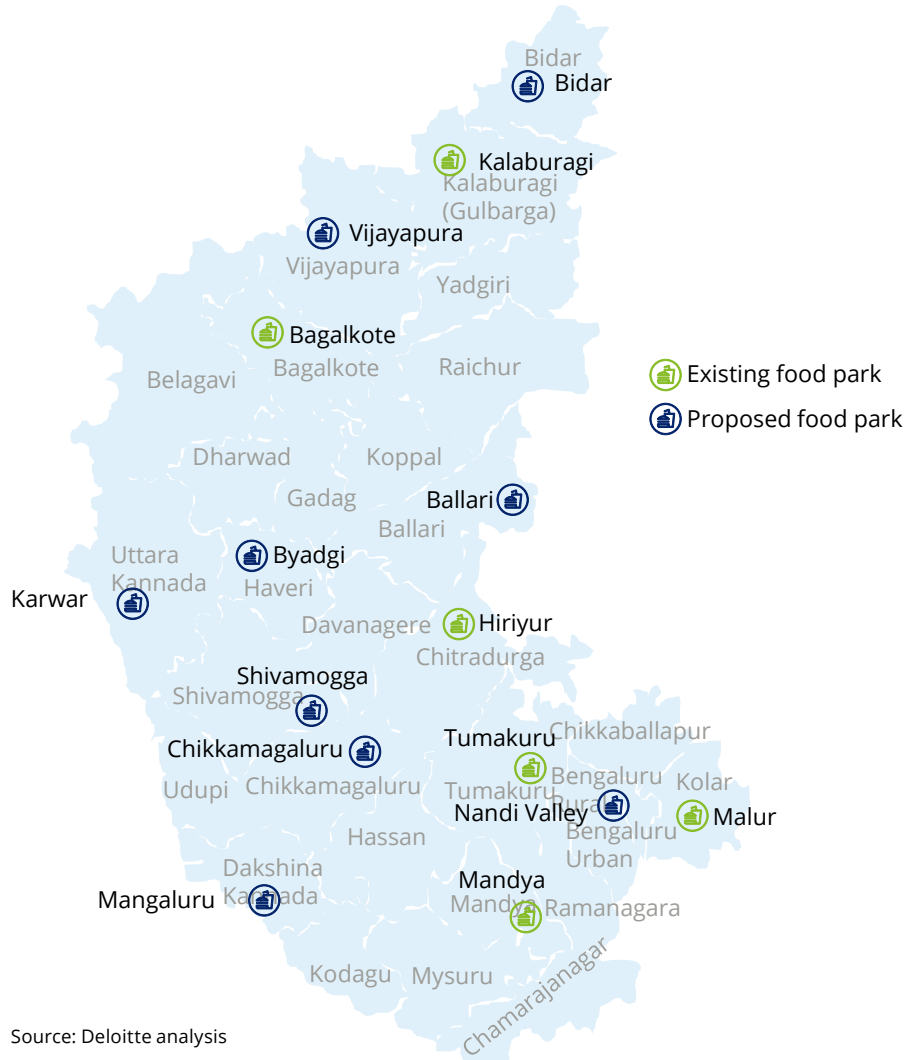 Bidar
Bidar
Kalaburagi
Kalaburagi
(Gulbarga)
Vijayapura
Vijayapura
Yadgiri
Bagalkote
Bagalkote
Belagavi
Raichur
Existing food park
Proposed food park
Dharwad
Koppal
Gadag
Ballari
Ballari
Uttara
Kannada
Byadgi
Haveri
Karwar
Davanagere
Hiriyur
Chitradurga
Shivamogga
Shivamogga
Chikkamagaluru
Chikkamagaluru
Udupi
Tumakuru
Tumakuru
Chikkaballapur
Bengaluru
Rural
Kolar
Nandi Valley
Malur
Bengaluru
Urban
Hassan
Dakshina
Kannada
Mangaluru
Mandya
Mandya
Ramanagara
Kodagu
Mysuru
Chamarajanagar
Source: Deloitte analysis